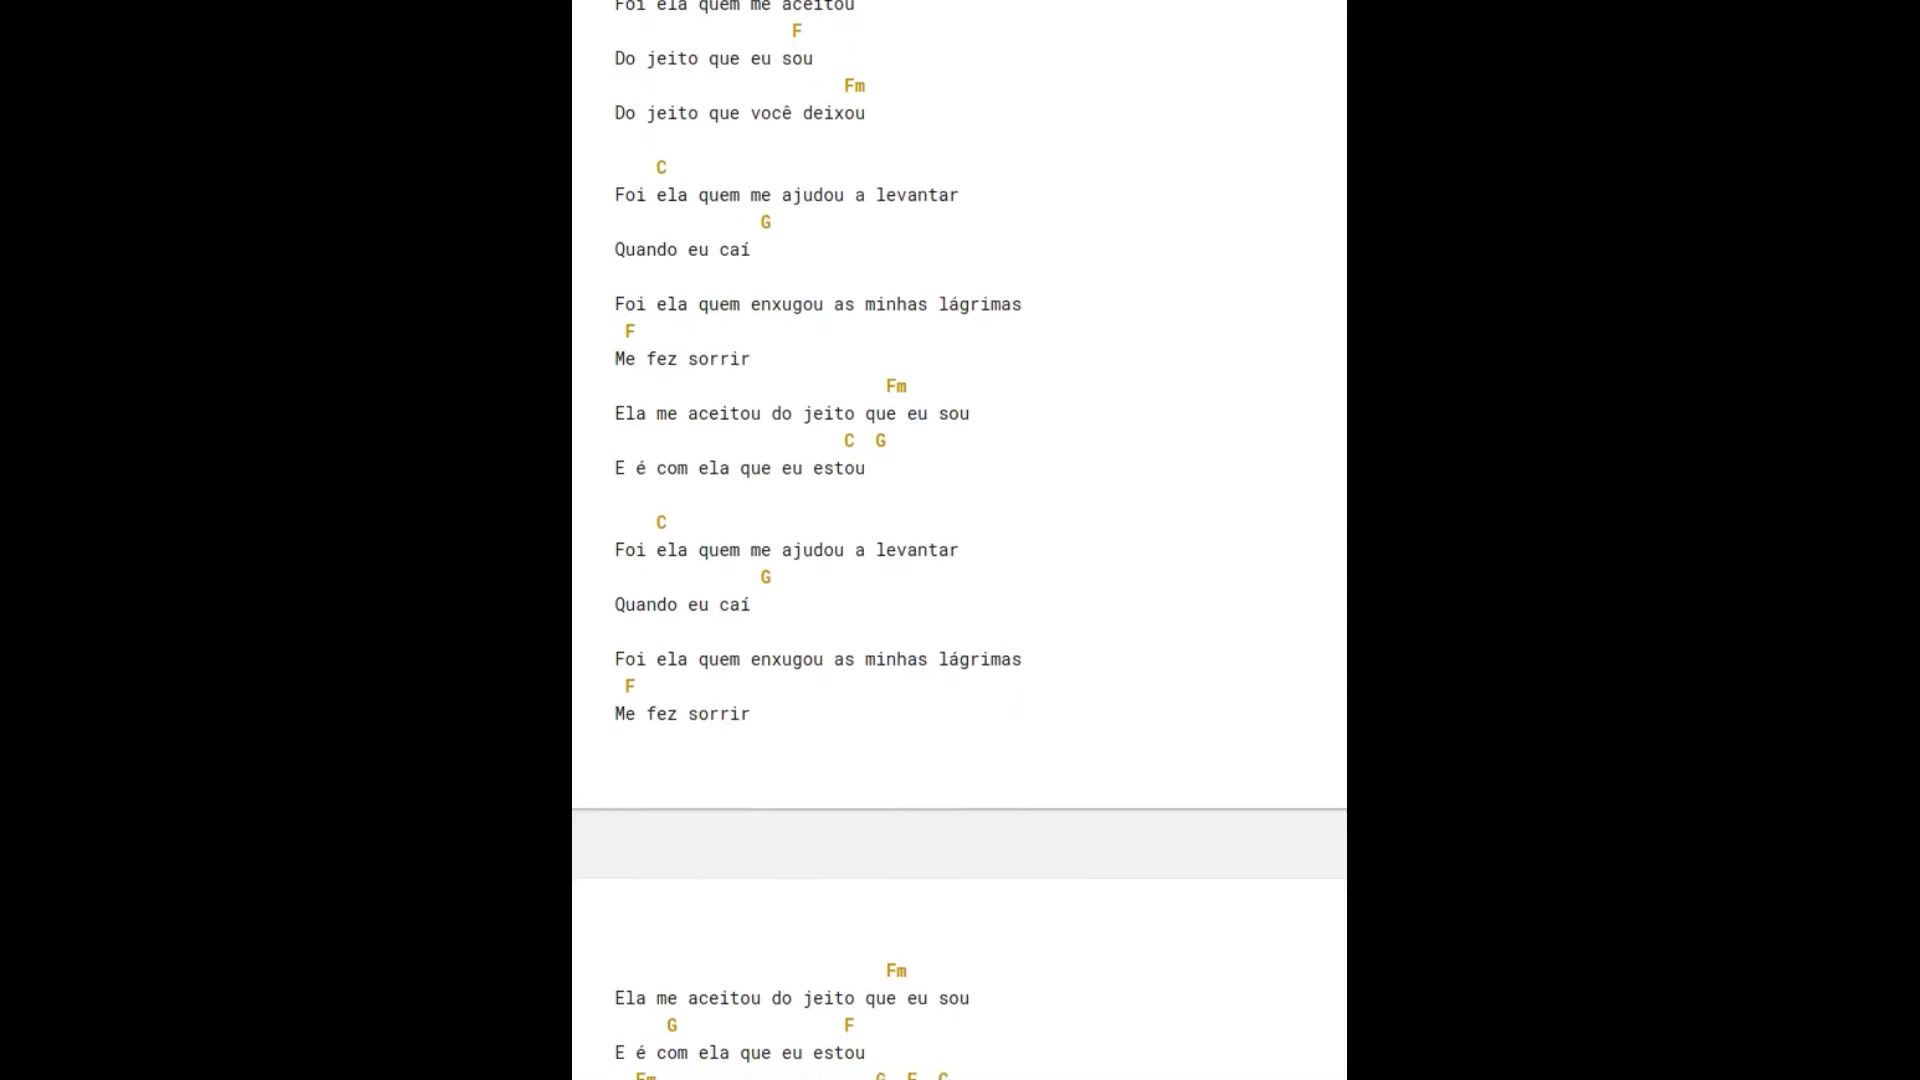 Foi ela quem me aceitou
F
Do jeito que eu sou
Fm
Do jeito que você deixou
C
Foi ela quem me ajudou a levantar
G
Quando eu caí
Foi ela quem enxugou as minhas lágrimas
F
Me fez sorrir
Fm
Ela me aceitou do jeito que eu sou
C G
E é com ela que eu estou
C
Foi ela quem me ajudou a levantar
G
Quando eu caí
Foi ela quem enxugou as minhas lágrimas
F
Me fez sorrir
Fm
Ela me aceitou do jeito que eu sou
G F
E é com ela que eu estou
Fm G F C